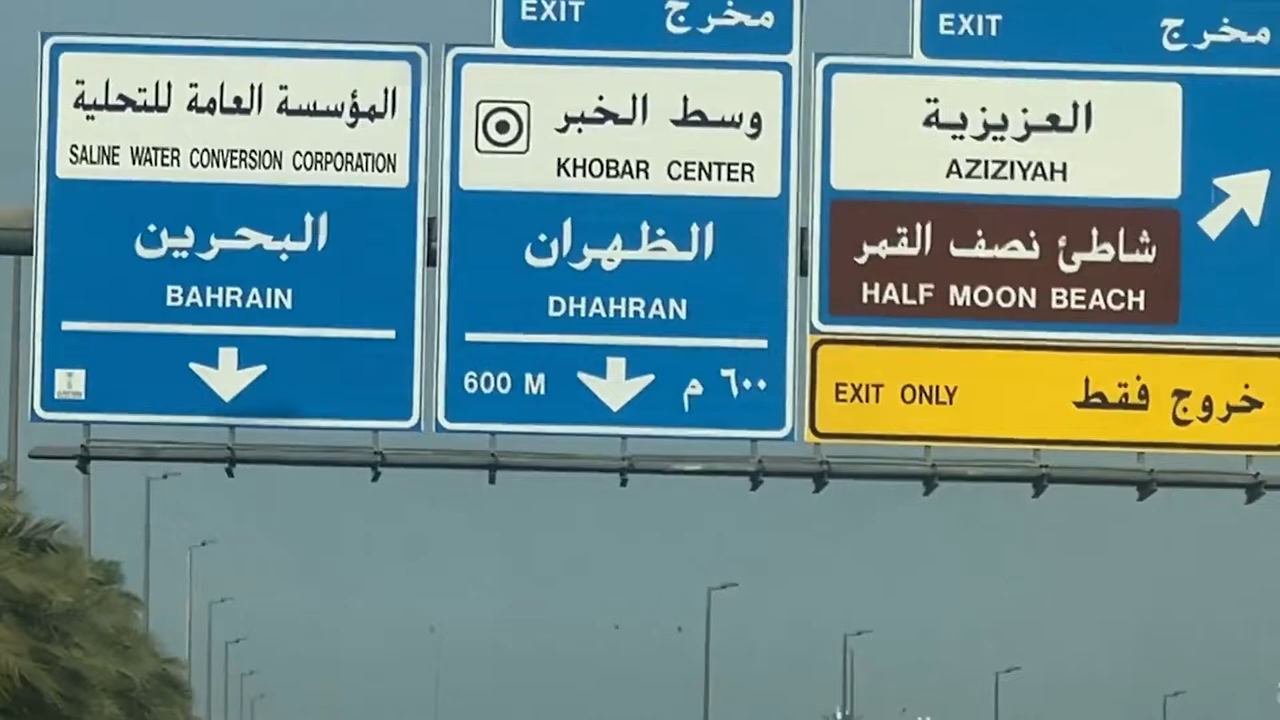 المؤسسة العامة للتحلية
SALINE WATER CONVERSION CORPORATION
البحرين
BAHRAIN
EXIT مخرج
وسط الخبر
KHOBAR CENTER
الظهران
DHAHRAN
600 M ٦٠٠ م
EXIT مخرج
العزيزية
AZIZIYAH
شاطئ نصف القمر
HALF MOON BEACH
EXIT ONLY خروج فقط